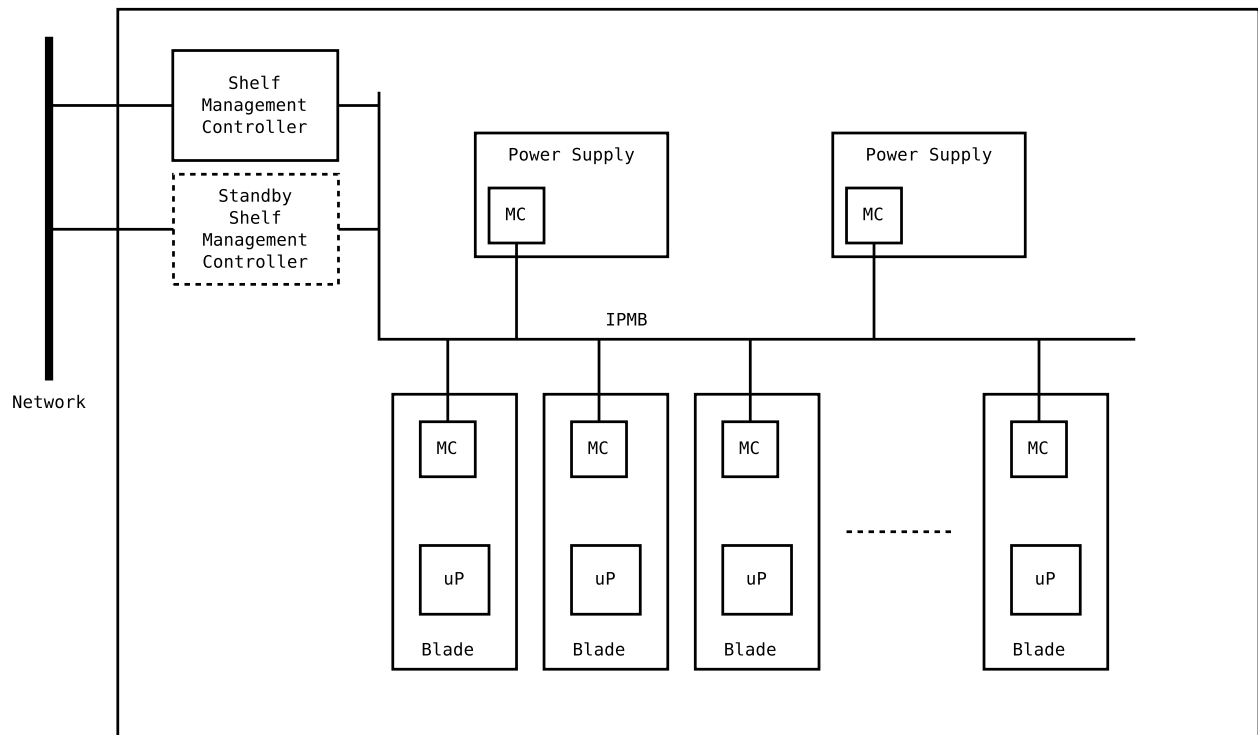 Shelf
Management
Controller
Standby
Shelf
Management
Controller
Power Supply
MC
Power Supply
MC
IPMB
Network
MC
uP
Blade
MC
uP
Blade
MC
uP
Blade
MC
uP
Blade